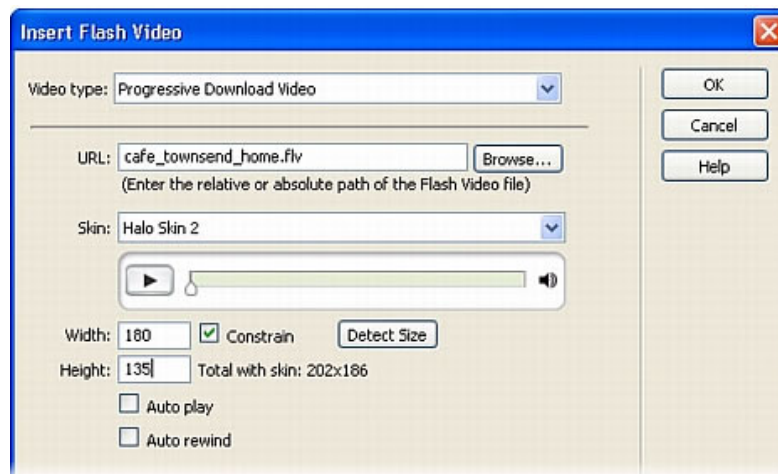 Insert Flash Video
Video type: Progressive Download Video
OK
Cancel
Help
URL: cafe_townsend_home.flv Browse...
(Enter the relative or absolute path of the Flash Video file)
Skin: Halo Skin 2
Width: 180 Constrain Detect Size
Height: 135 Total with skin: 202x186
Auto play
Auto rewind